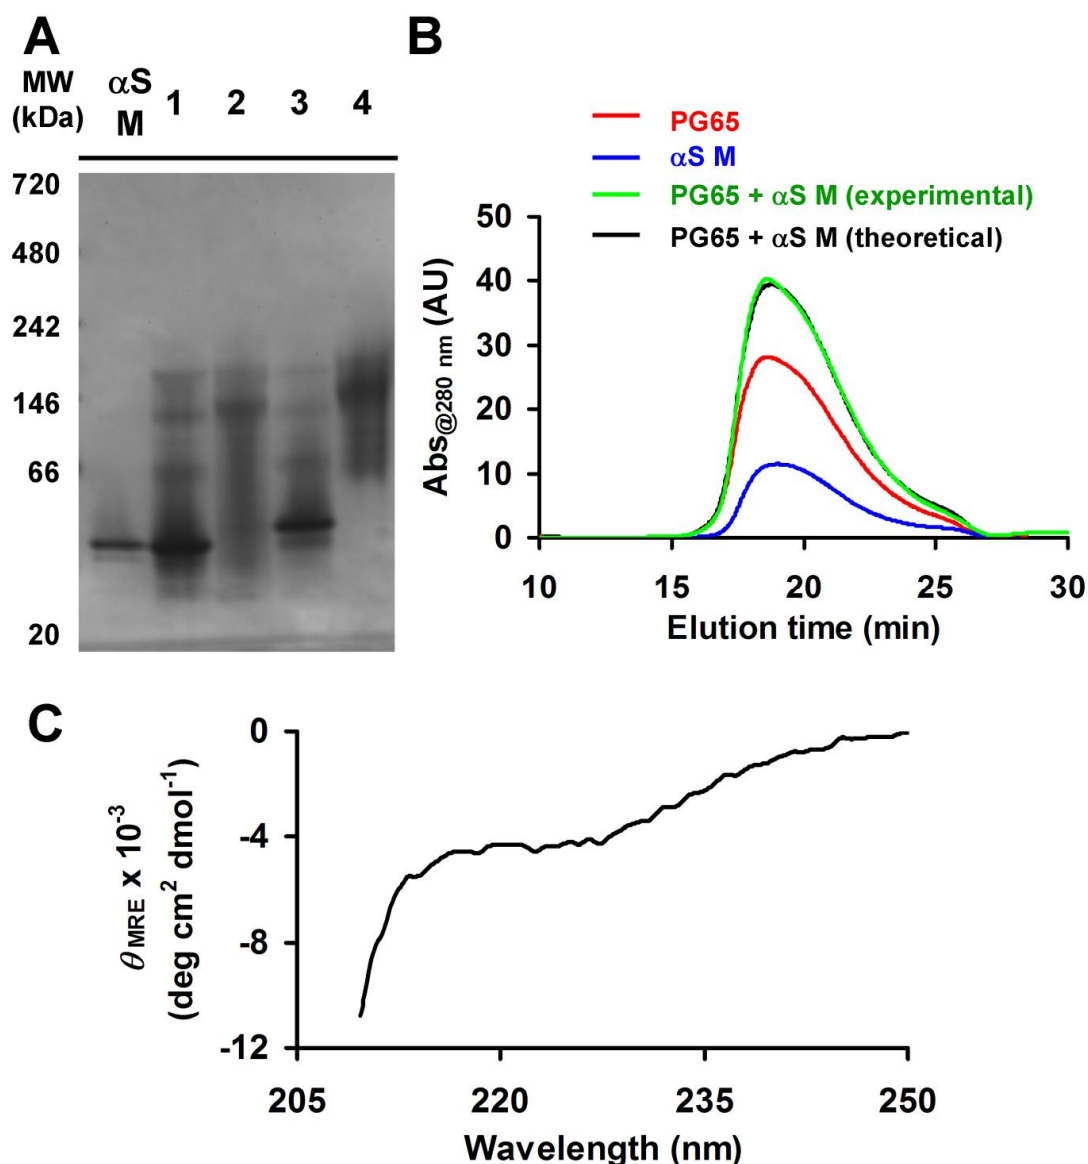 A
MW
(kDa)
αS
M
1 2 3 4
720
480
242
146
66
20
B
PG65
αS M
PG65 + αS M (experimental)
PG65 + αS M (theoretical)
Abs@280 nm (AU)
50
40
30
20
10
0
10 15 20 25 30
Elution time (min)
C
θMRE x 10⁻³
(deg cm² dmol⁻¹)
0
-4
-8
-12
205 220 235 250
Wavelength (nm)